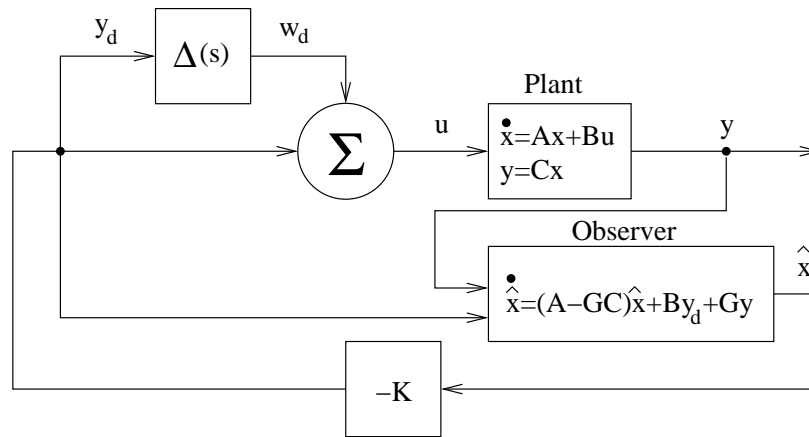 y_d
Δ(s)
w_d
Σ
u
Plant
ẋ=Ax+Bu
y=Cx
y
Observer
x̂̇=(A−GC)x̂+By_d+Gy
x̂
−K